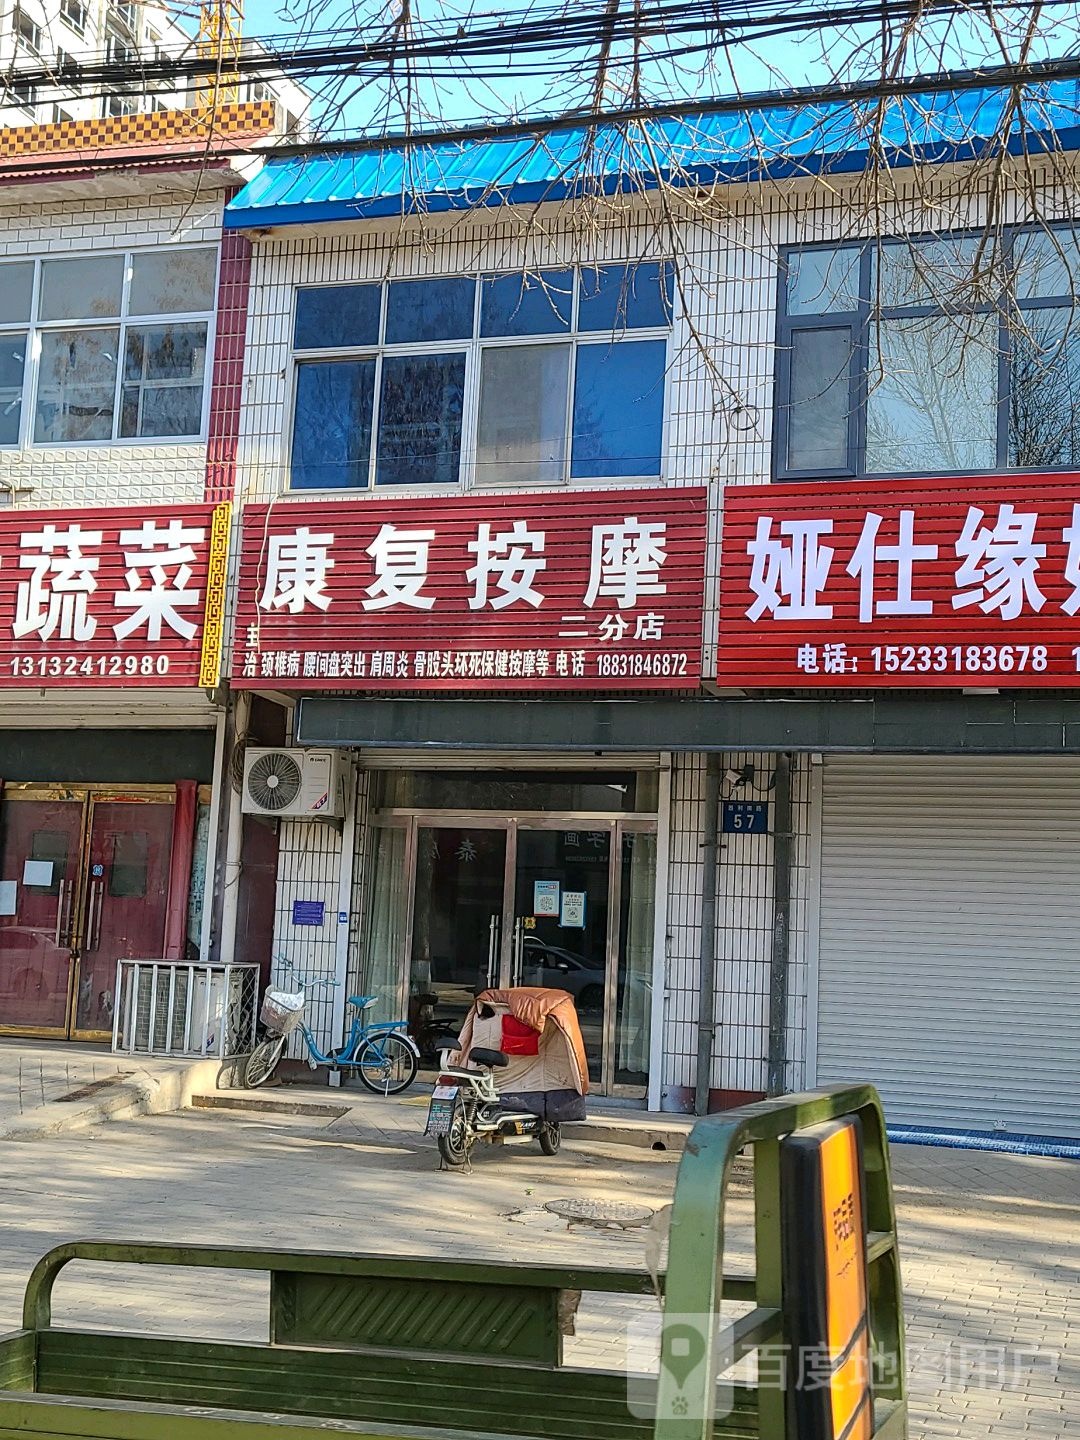 蔬菜
13132412980
康复按摩
二分店
主治 颈椎病 腰间盘突出 肩周炎 骨股头环死保健按摩等 电话 18831846872
娅仕缘
电话：15233183678
57
百度地图用户